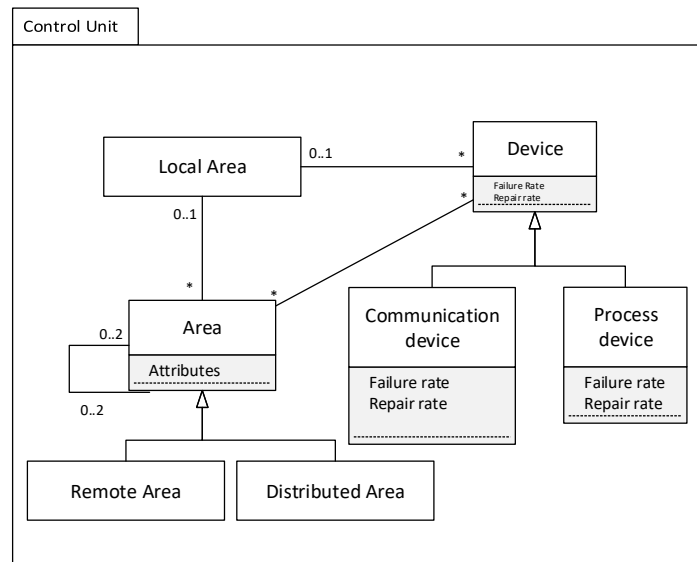 Control Unit
Local Area
0..1
*
Device
Failure Rate
Repair rate
*
0..1
*
*
Area
Attributes
0..2
0..2
Communication
device
Failure rate
Repair rate
Process
device
Failure rate
Repair rate
Remote Area
Distributed Area